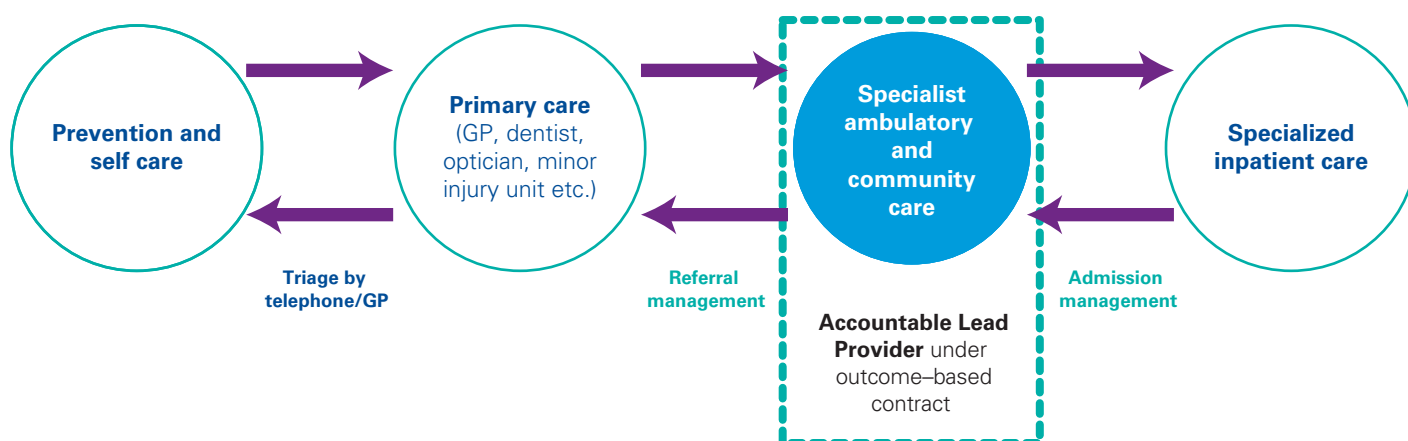 Prevention and
self care
Primary care
(GP, dentist,
optician, minor
injury unit etc.)
Specialist
ambulatory
and
community
care
Specialized
inpatient care
Triage by
telephone/GP
Referral
management
Admission
management
Accountable Lead
Provider under
outcome–based
contract